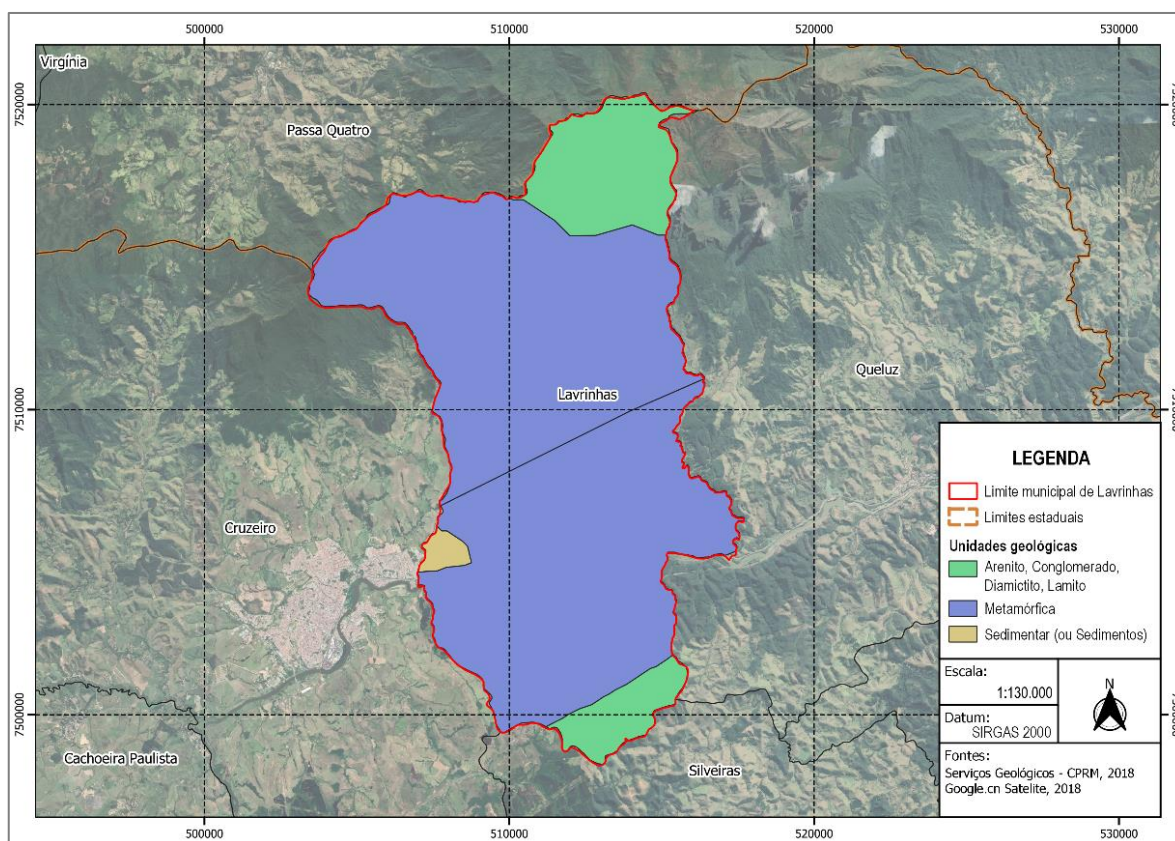 500000 510000 520000 530000
Virgínia
7520000
Passa Quatro
Queluz
Lavrinhas
7510000
Cruzeiro
7500000
Cachoeira Paulista
Silveiras
LEGENDA
Limite municipal de Lavrinhas
Limites estaduais
Unidades geológicas
Arenito, Conglomerado,
Diamictito, Lamito
Metamórfica
Sedimentar (ou Sedimentos)
Escala:
1:130.000
N
Datum:
SIRGAS 2000
Fontes:
Serviços Geológicos - CPRM, 2018
Google.cn Satelite, 2018
500000 510000 520000 530000